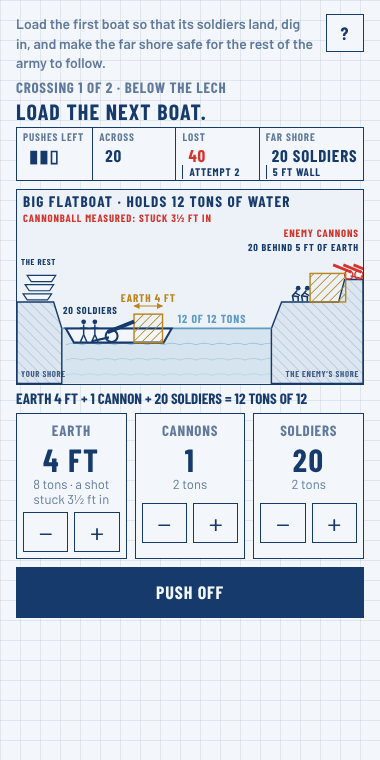 Load the first boat so that its soldiers land, dig
in, and make the far shore safe for the rest of the
army to follow.
?
CROSSING 1 OF 2 · BELOW THE LECH
LOAD THE NEXT BOAT.
PUSHES LEFT
ACROSS
20
LOST
40
ATTEMPT 2
FAR SHORE
20 SOLDIERS
5 FT WALL
BIG FLATBOAT · HOLDS 12 TONS OF WATER
CANNONBALL MEASURED: STUCK 3½ FT IN
ENEMY CANNONS
20 BEHIND 5 FT OF EARTH
THE REST
EARTH 4 FT
20 SOLDIERS
12 OF 12 TONS
YOUR SHORE
THE ENEMY'S SHORE
EARTH 4 FT + 1 CANNON + 20 SOLDIERS = 12 TONS OF 12
EARTH
4 FT
8 tons · a shot
stuck 3½ ft in
− +
CANNONS
1
2 tons
− +
SOLDIERS
20
2 tons
− +
PUSH OFF